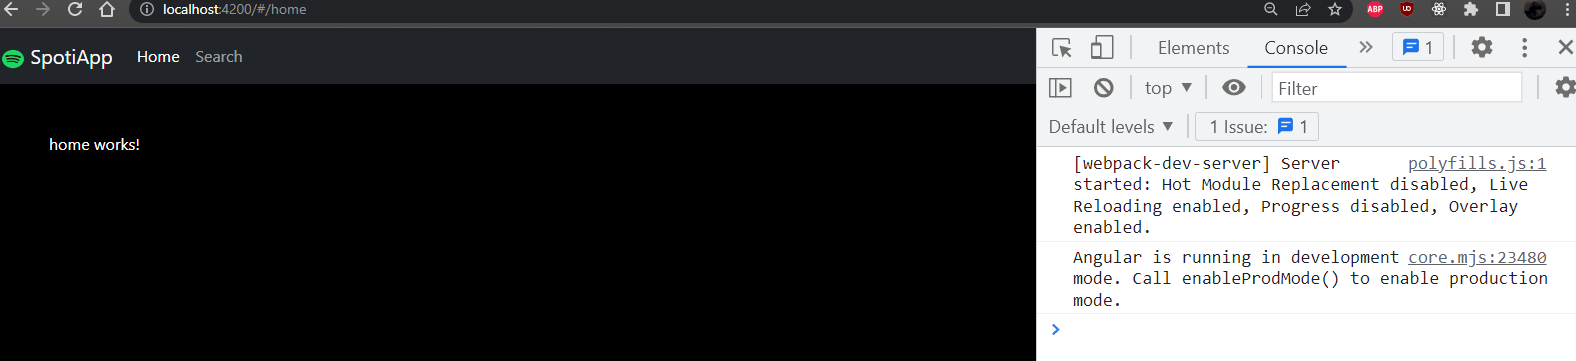 localhost:4200/#/home
ABP
SpotiApp Home Search
Elements Console 1
top Filter
Default levels 1 Issue: 1
[webpack-dev-server] Server polyfills.js:1
started: Hot Module Replacement disabled, Live
Reloading enabled, Progress disabled, Overlay
enabled.
Angular is running in development core.mjs:23480
mode. Call enableProdMode() to enable production
mode.
home works!